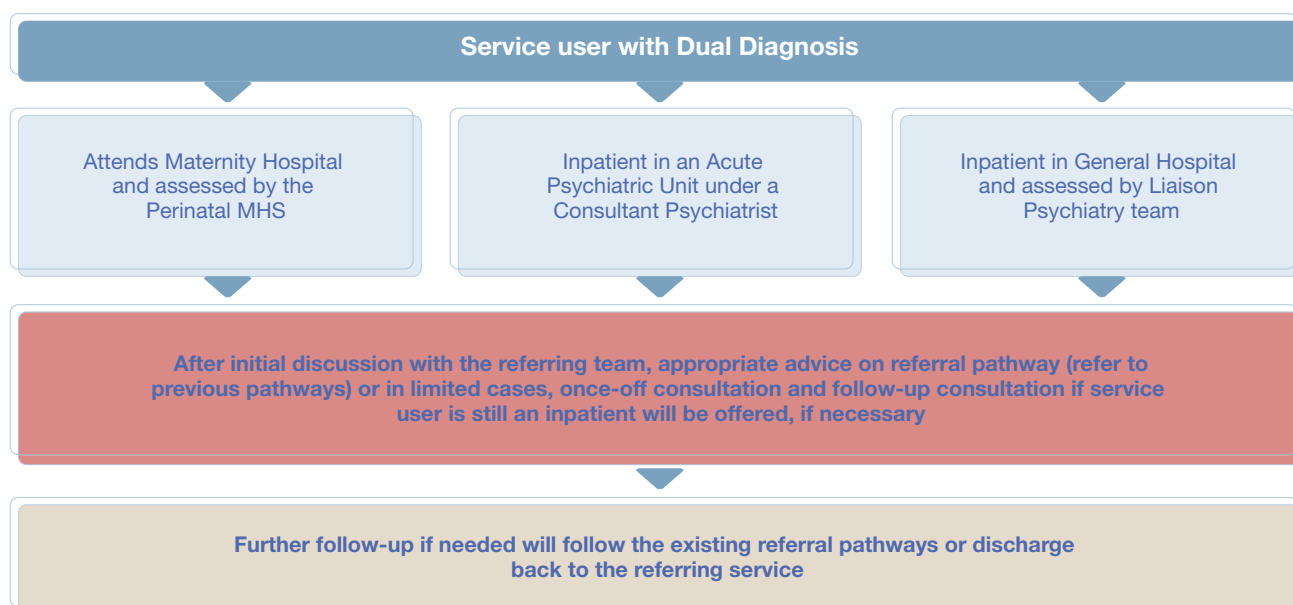 Service user with Dual Diagnosis
Attends Maternity Hospital
and assessed by the
Perinatal MHS
Inpatient in an Acute
Psychiatric Unit under a
Consultant Psychiatrist
Inpatient in General Hospital
and assessed by Liaison
Psychiatry team
After initial discussion with the referring team, appropriate advice on referral pathway (refer to
previous pathways) or in limited cases, once-off consultation and follow-up consultation if service
user is still an inpatient will be offered, if necessary
Further follow-up if needed will follow the existing referral pathways or discharge
back to the referring service